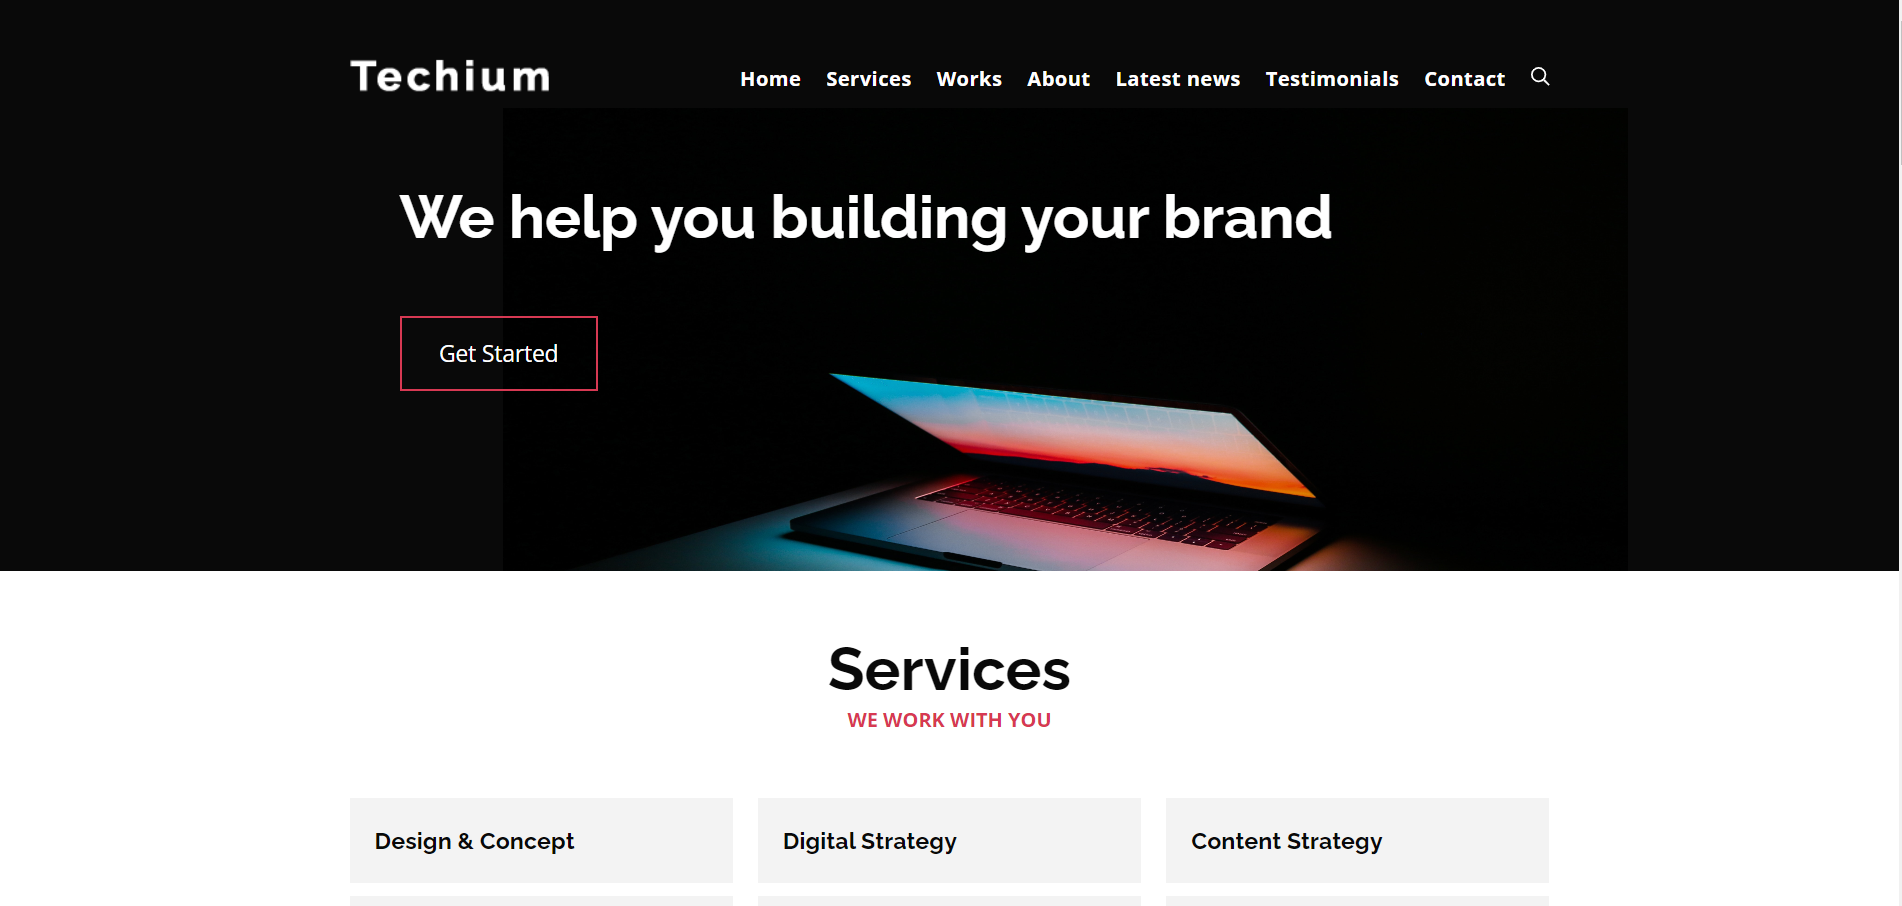 Techium
Home Services Works About Latest news Testimonials Contact
We help you building your brand
Get Started
Services
WE WORK WITH YOU
Design & Concept
Digital Strategy
Content Strategy